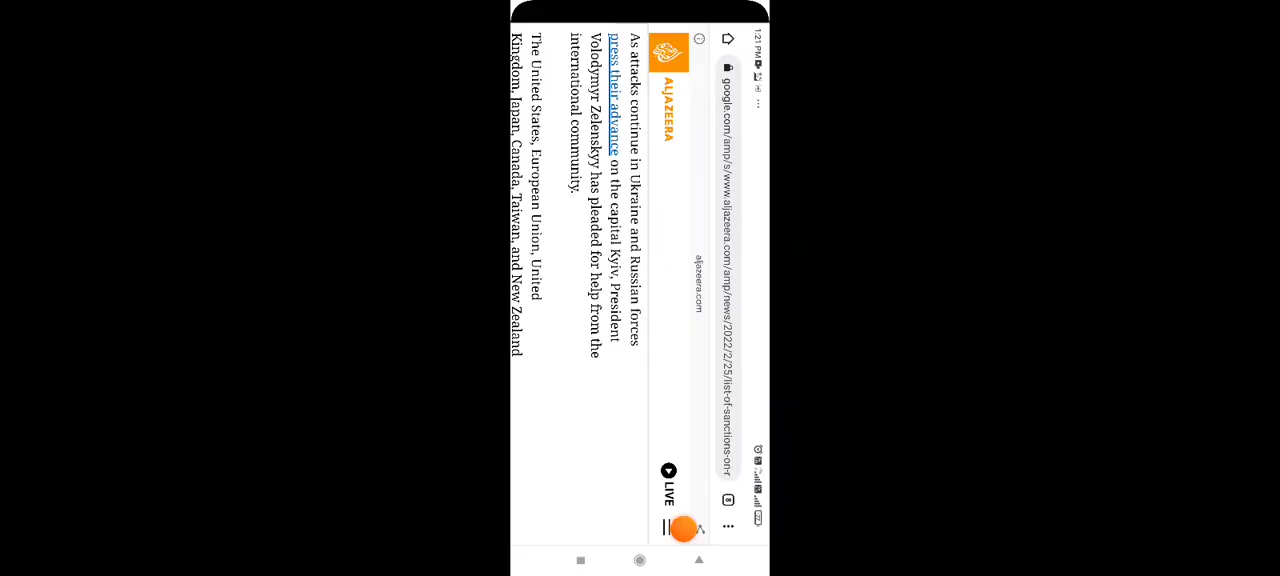 1:21 PM
google.com/amp/s/www.aljazeera.com/amp/news/2022/2/25/list-of-sanctions-on-r
8
aljazeera.com
ALJAZEERA
LIVE
As attacks continue in Ukraine and Russian forces
press their advance on the capital Kyiv, President
Volodymyr Zelenskyy has pleaded for help from the
international community.
The United States, European Union, United
Kingdom, Japan, Canada, Taiwan, and New Zealand